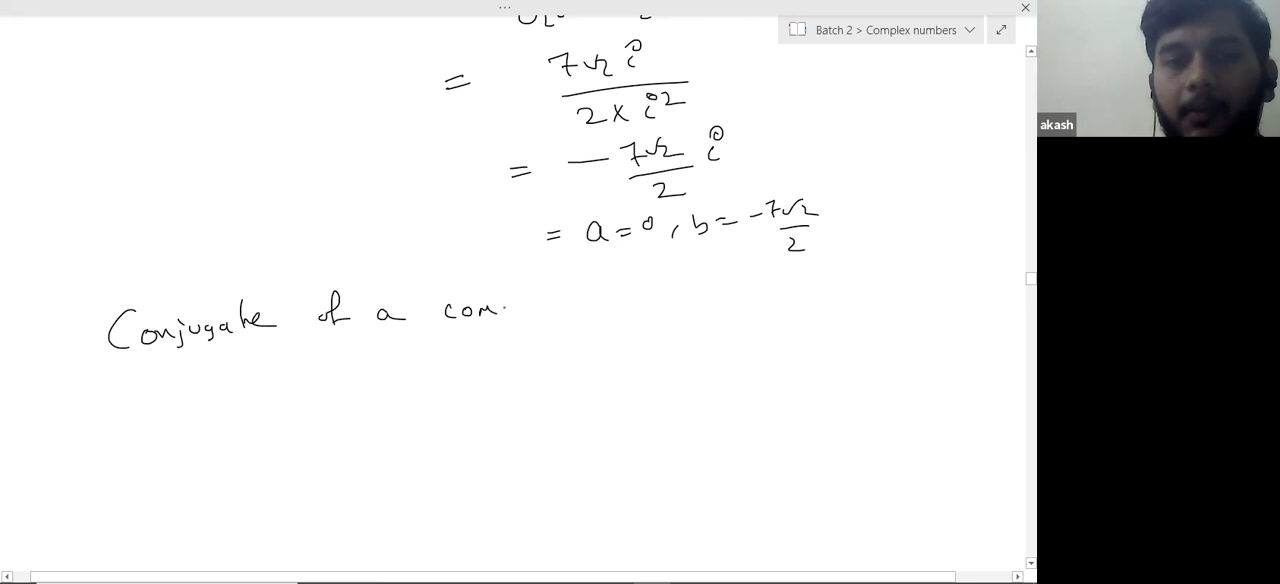 Batch 2 > Complex numbers
akash
= 7√2 i / 2 × i²
= − 7√2 / 2 i
= a = 0, b = −7√2 / 2
Conjugate of a com